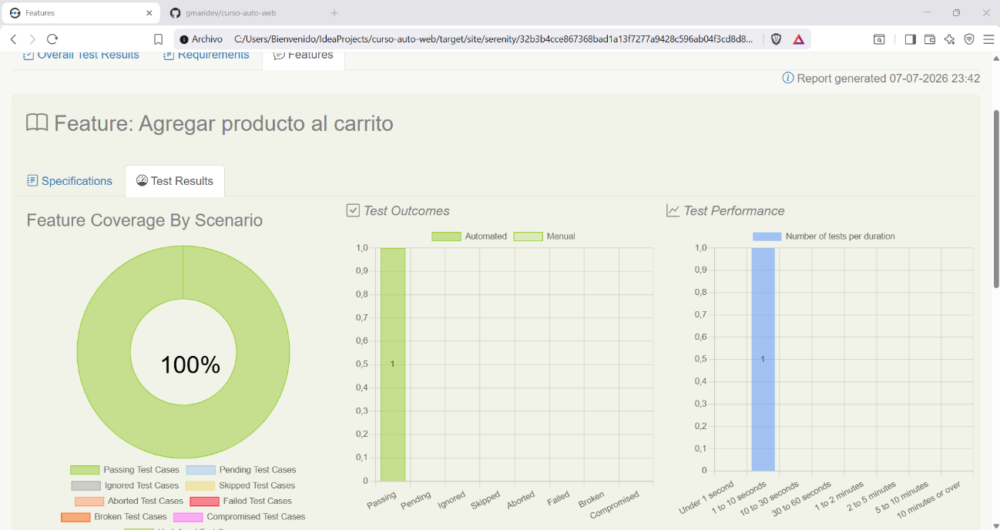 Features
gmaridev/curso-auto-web
Archivo C:/Users/Bienvenido/IdeaProjects/curso-auto-web/target/site/serenity/32b3b4cce867368bad1a13f7277a9428c596ab04f3cd8d8...
Overall Test Results Requirements Features
Report generated 07-07-2026 23:42
Feature: Agregar producto al carrito
Specifications Test Results
Feature Coverage By Scenario
100%
Passing Test Cases Pending Test Cases
Ignored Test Cases Skipped Test Cases
Aborted Test Cases Failed Test Cases
Broken Test Cases Compromised Test Cases
Test Outcomes
Automated Manual
1,0
0,9
0,8
0,7
0,6
0,5
0,4
0,3
0,2
0,1
0
1
Passing Pending Ignored Skipped Aborted Failed Broken Compromised
Test Performance
Number of tests per duration
1,0
0,9
0,8
0,7
0,6
0,5
0,4
0,3
0,2
0,1
0
1
Under 1 second 1 to 10 seconds 10 to 30 seconds 30 to 60 seconds 1 to 2 minutes 2 to 5 minutes 5 to 10 minutes 10 minutes or over